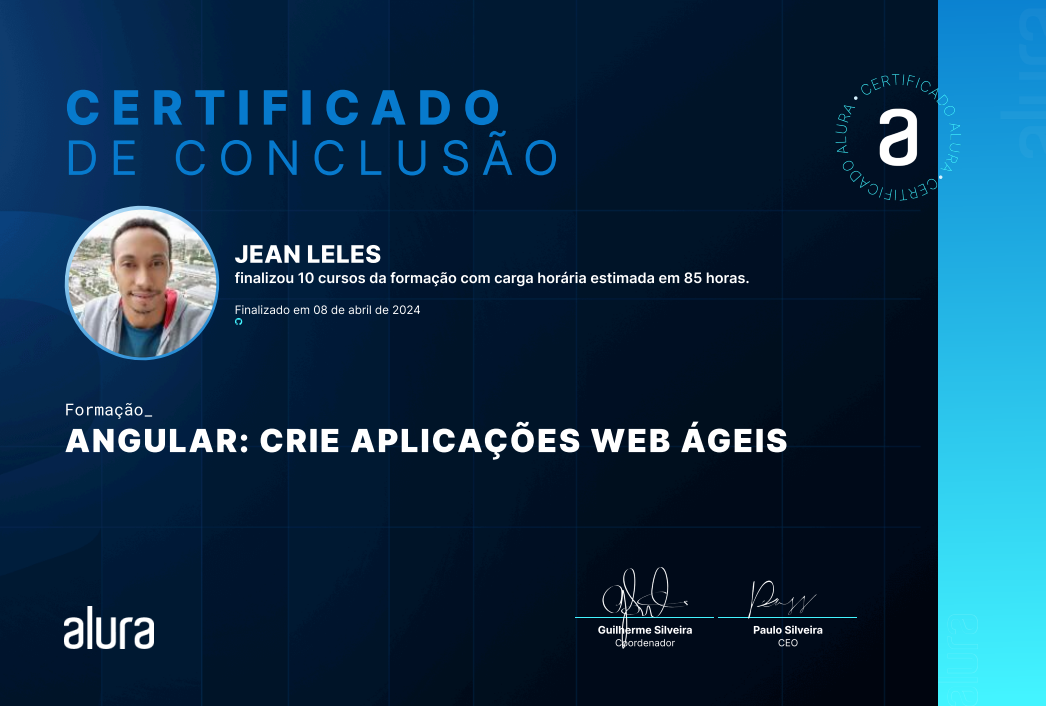 CERTIFICADO
DE CONCLUSÃO
• CERTIFICADO ALURA • CERTIFICADO ALURA
a
JEAN LELES
finalizou 10 cursos da formação com carga horária estimada em 85 horas.
Finalizado em 08 de abril de 2024
Formação_
ANGULAR: CRIE APLICAÇÕES WEB ÁGEIS
alura
Guilherme Silveira
Coordenador
Paulo Silveira
CEO
alura
alura